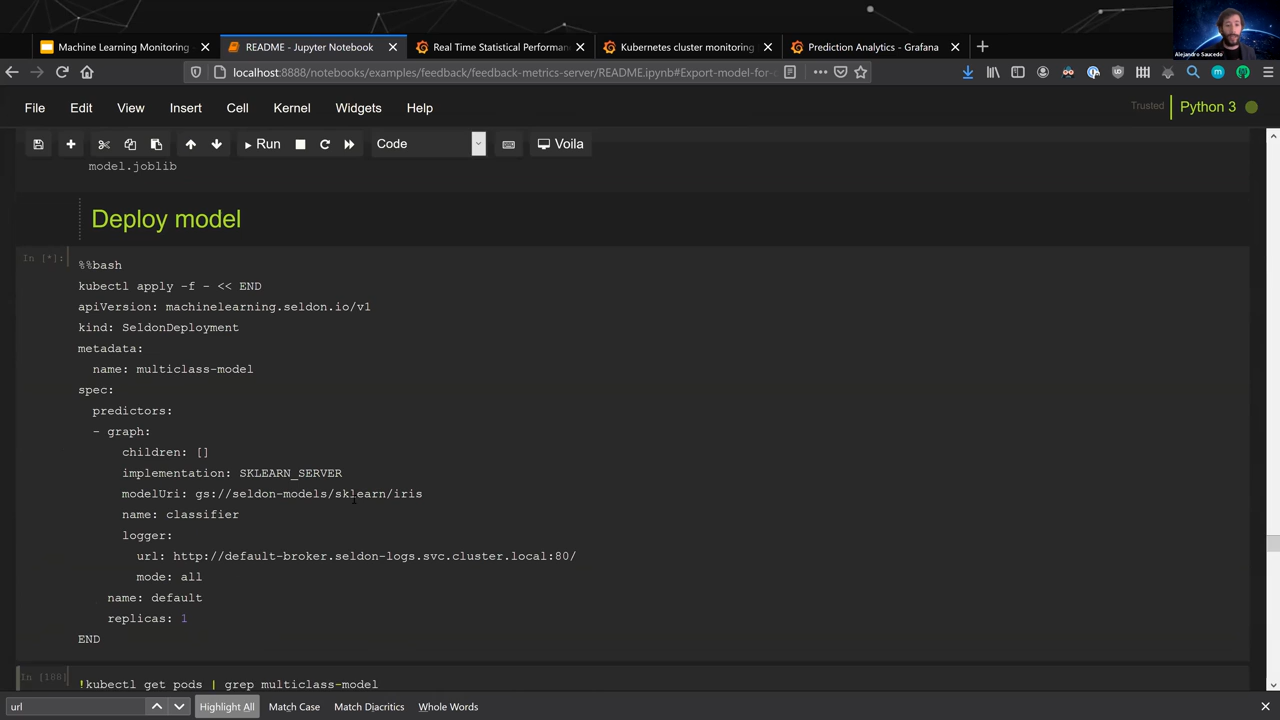 Machine Learning Monitoring
README - Jupyter Notebook
Real Time Statistical Performan
Kubernetes cluster monitoring
Prediction Analytics - Grafana
Alejandro Saucedo
localhost:8888/notebooks/examples/feedback/feedback-metrics-server/README.ipynb#Export-model-for-
File Edit View Insert Cell Kernel Widgets Help
Trusted
Python 3
Run
Code
Voila
model.joblib
Deploy model
In [*]:
%%bash
kubectl apply -f - << END
apiVersion: machinelearning.seldon.io/v1
kind: SeldonDeployment
metadata:
name: multiclass-model
spec:
predictors:
- graph:
children: []
implementation: SKLEARN_SERVER
modelUri: gs://seldon-models/sklearn/iris
name: classifier
logger:
url: http://default-broker.seldon-logs.svc.cluster.local:80/
mode: all
name: default
replicas: 1
END
In [188]
!kubectl get pods | grep multiclass-model
url
Highlight All
Match Case
Match Diacritics
Whole Words